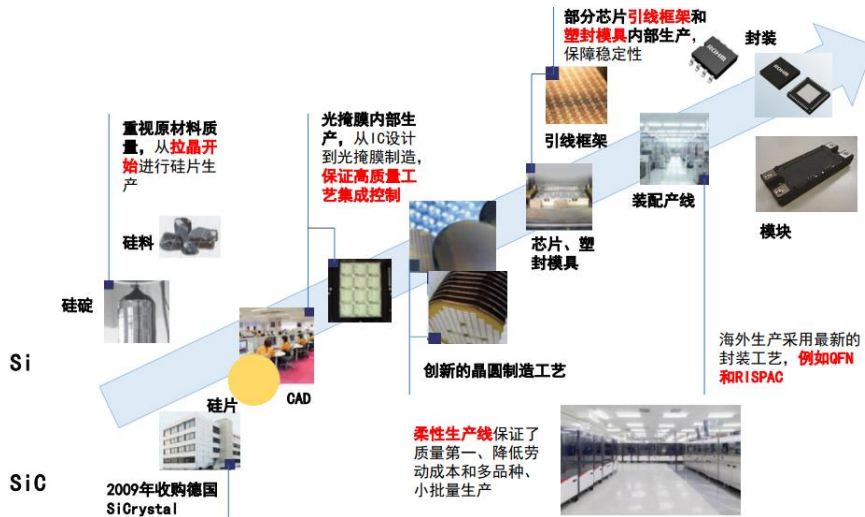 部分芯片引线框架和
塑封模具内部生产，
保障稳定性
封装
ROHM
ROHM
引线框架
重视原材料质
量，从拉晶开
始进行硅片生
产
光掩膜内部生
产，从IC设计
到光掩膜制造，
保证高质量工
艺集成控制
装配产线
模块
硅料
芯片、塑
封模具
硅碇
Si
创新的晶圆制造工艺
海外生产采用最新的
封装工艺，例如QFN
和RISPAC
硅片
CAD
柔性生产线保证了
质量第一、降低劳
动成本和多品种、
小批量生产
SiC
2009年收购德国
SiCrystal